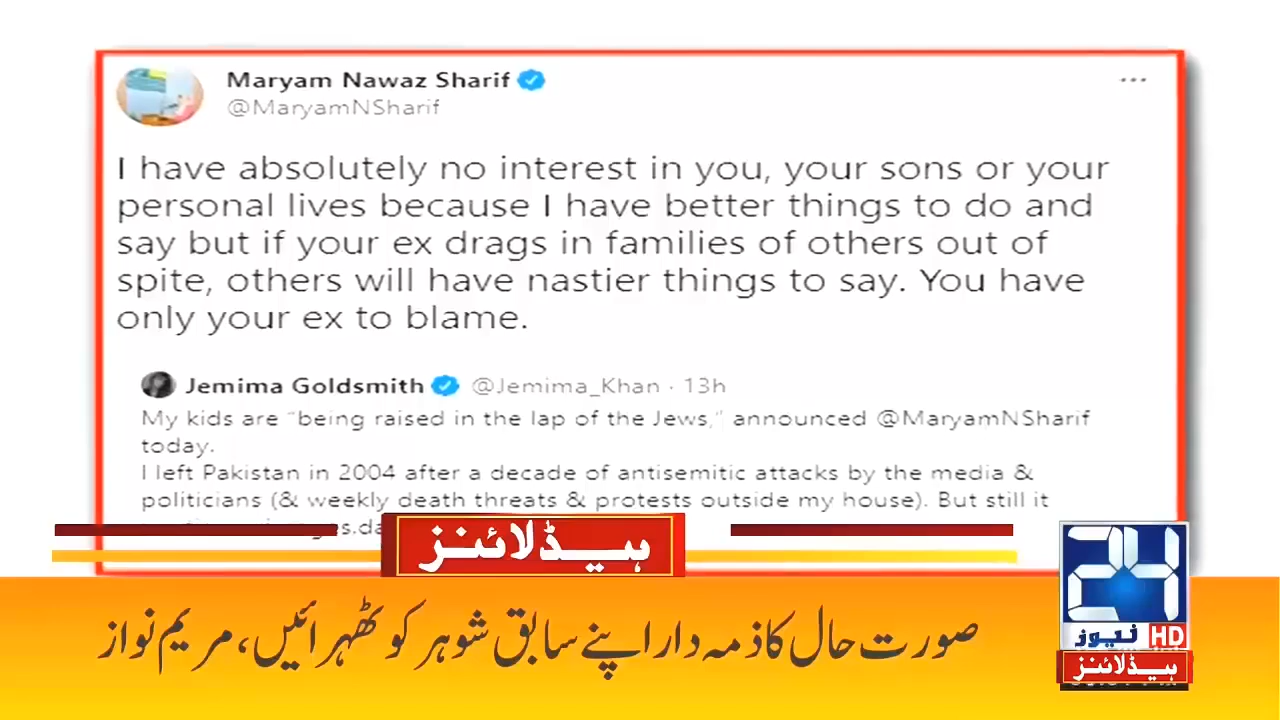 Maryam Nawaz Sharif
@MaryamNSharif
I have absolutely no interest in you, your sons or your
personal lives because I have better things to do and
say but if your ex drags in families of others out of
spite, others will have nastier things to say. You have
only your ex to blame.
Jemima Goldsmith @Jemima_Khan · 13h
My kids are “being raised in the lap of the Jews,” announced @MaryamNSharif
today.
I left Pakistan in 2004 after a decade of antisemitic attacks by the media &
politicians (& weekly death threats & protests outside my house). But still it
ہیڈلائنز
صورت حال کا ذمہ دار اپنے سابق شوہر کو ٹھہرائیں، مریم نواز
24
نیوز HD
ہیڈلائنز